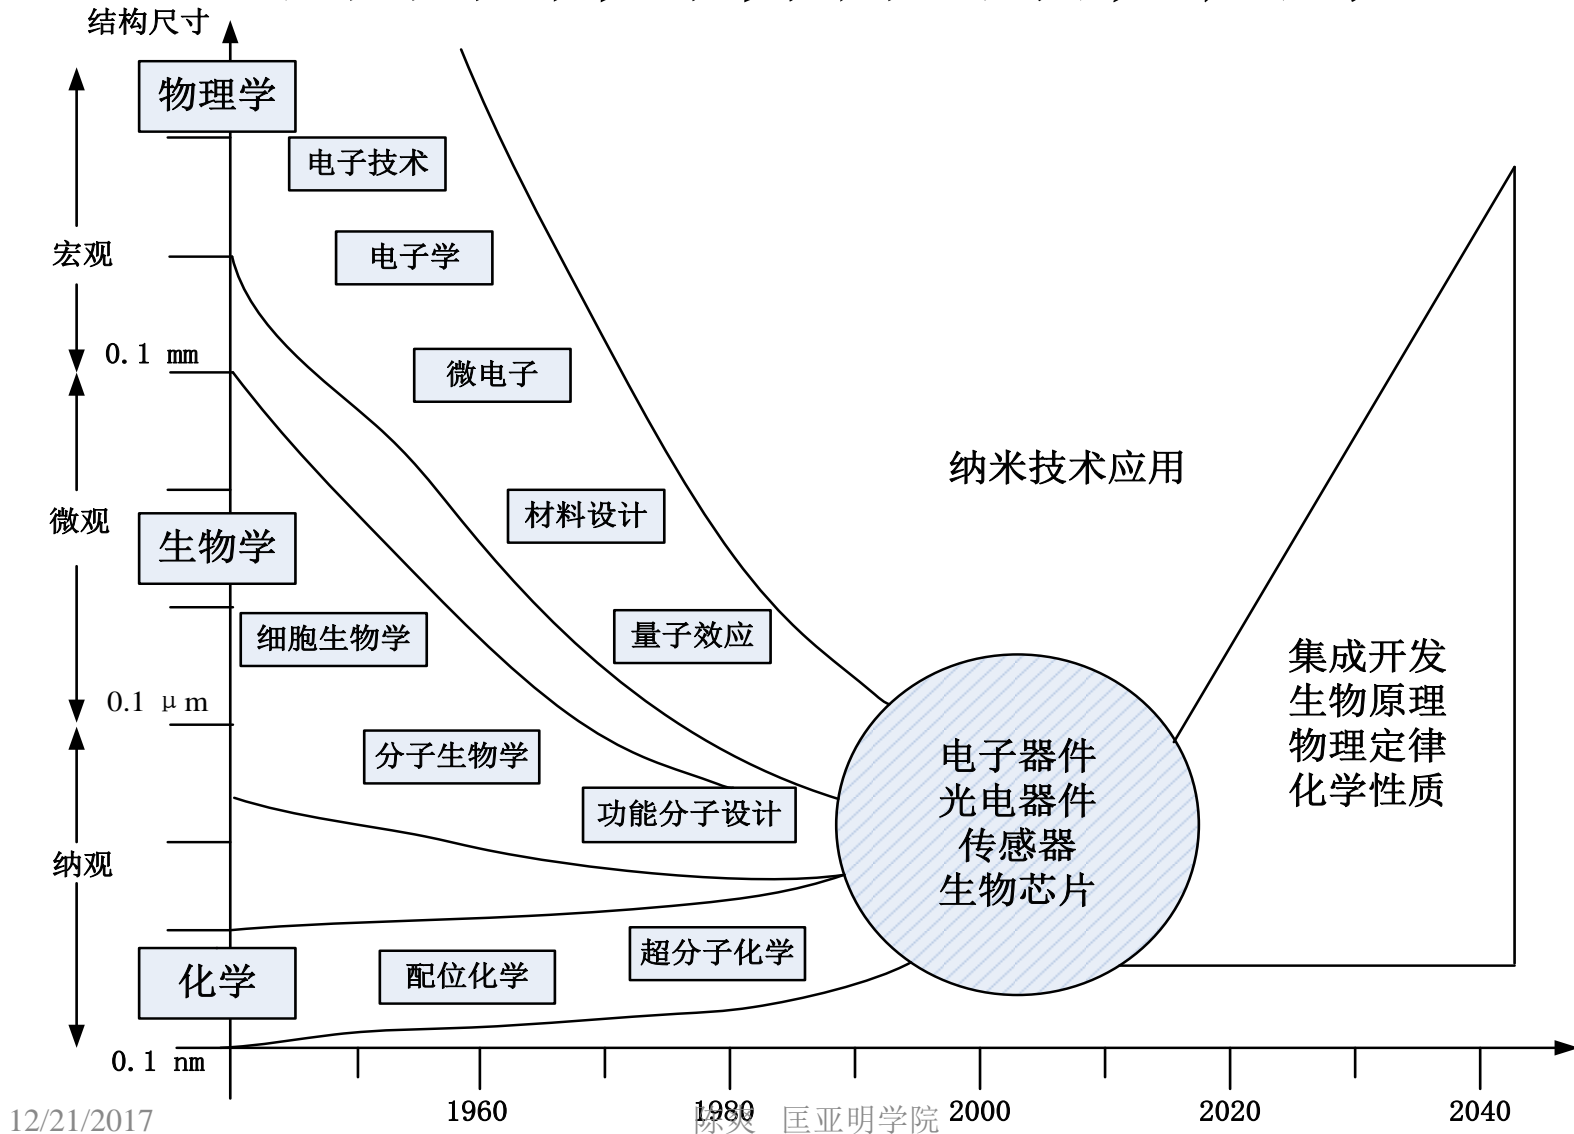 结构尺寸
物理学
电子技术
电子学
宏观
0.1 mm
微电子
纳米技术应用
材料设计
微观
生物学
细胞生物学
量子效应
集成开发
生物原理
物理定律
化学性质
0.1 μm
分子生物学
功能分子设计
电子器件
光电器件
传感器
生物芯片
纳观
超分子化学
配位化学
化学
0.1 nm
1960 1980 2000 2020 2040
12/21/2017 陈爽 匡亚明学院